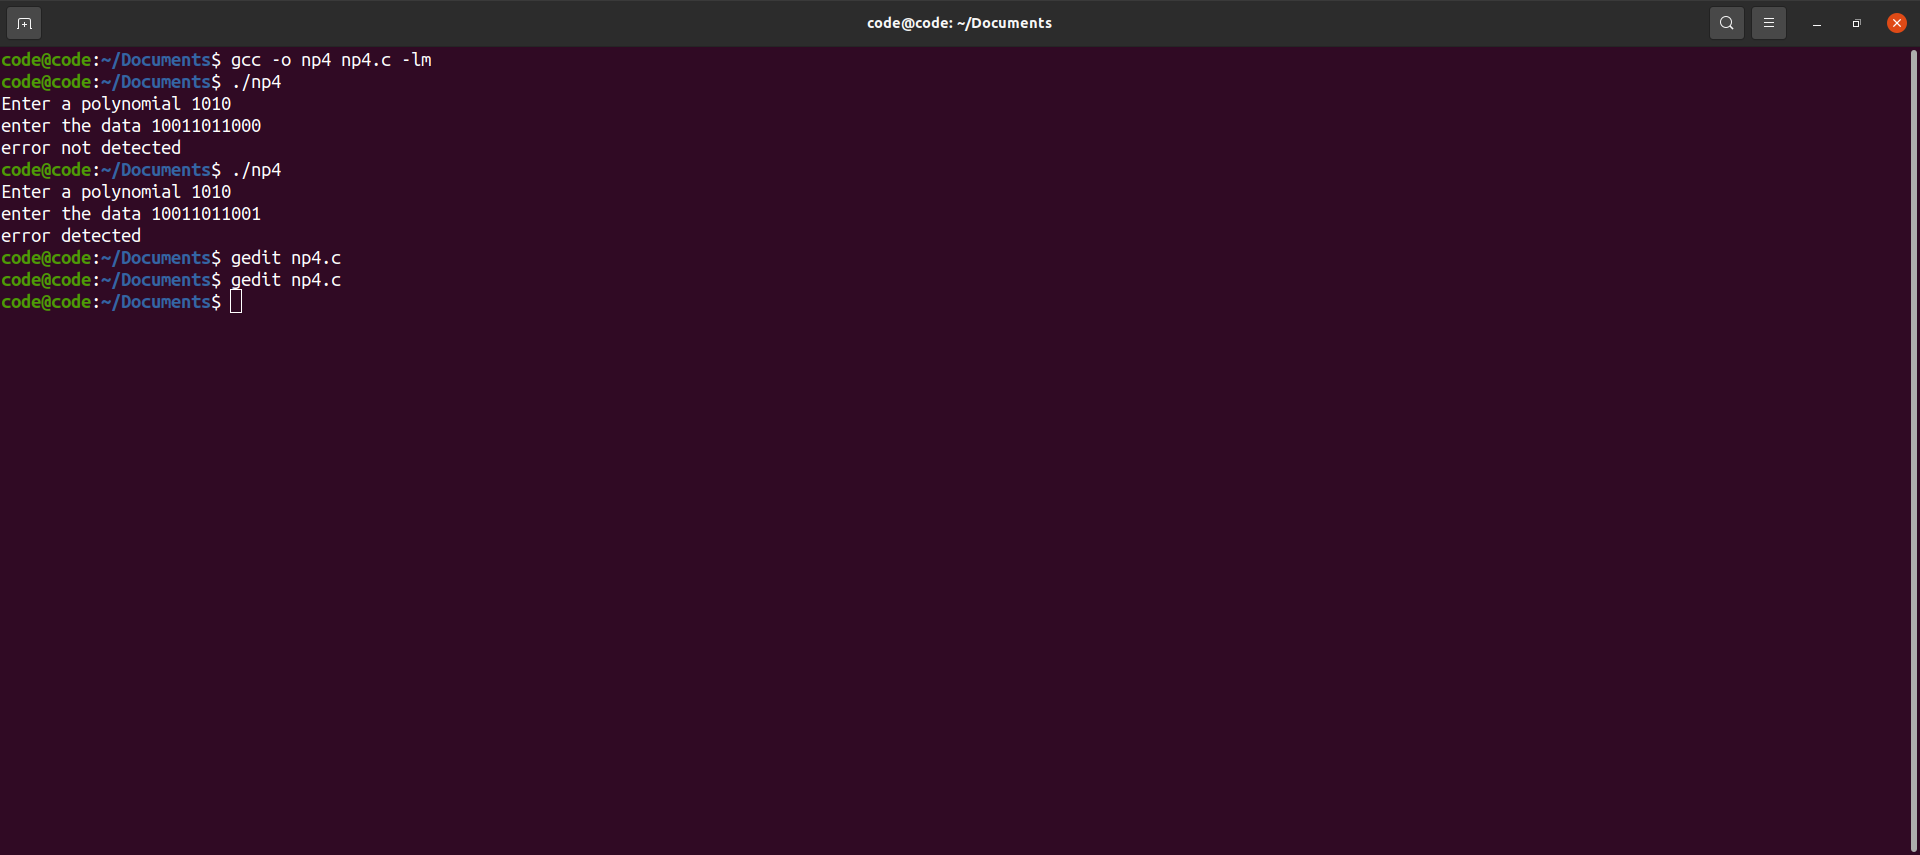 code@code: ~/Documents
code@code:~/Documents$ gcc -o np4 np4.c -lm
code@code:~/Documents$ ./np4
Enter a polynomial 1010
enter the data 10011011000
error not detected
code@code:~/Documents$ ./np4
Enter a polynomial 1010
enter the data 10011011001
error detected
code@code:~/Documents$ gedit np4.c
code@code:~/Documents$ gedit np4.c
code@code:~/Documents$